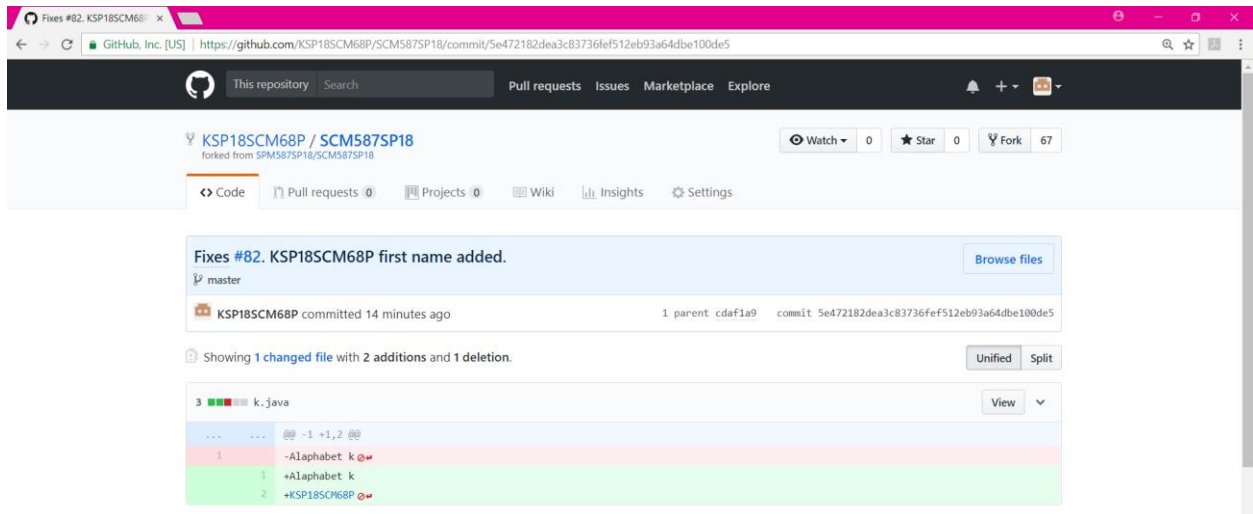 Fixes #82. KSP18SCM68P
GitHub, Inc. [US] | https://github.com/KSP18SCM68P/SCM587SP18/commit/5e472182dea3c83736fef512eb93a64dbe100de5
This repository Search Pull requests Issues Marketplace Explore
KSP18SCM68P / SCM587SP18 Watch 0 Star 0 Fork 67
forked from SPM587SP18/SCM587SP18
Code Pull requests 0 Projects 0 Wiki Insights Settings
Fixes #82. KSP18SCM68P first name added. Browse files
master
KSP18SCM68P committed 14 minutes ago 1 parent cdaf1a9 commit 5e472182dea3c83736fef512eb93a64dbe100de5
Showing 1 changed file with 2 additions and 1 deletion. Unified Split
3 k.java View
... ... @@ -1 +1,2 @@
1 -Alaphabet k
1 +Alaphabet k
2 +KSP18SCM68P